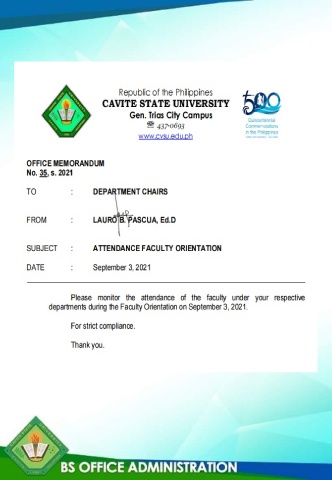 Republic of the Philippines
CAVITE STATE UNIVERSITY
Gen. Trias City Campus
☎ 437-0693
www.cvsu.edu.ph
500
Quincentennial
Commemorations
in the Philippines
OFFICE MEMORANDUM
No. 35, s. 2021
TO : DEPARTMENT CHAIRS
FROM : LAURO B. PASCUA, Ed.D
SUBJECT : ATTENDANCE FACULTY ORIENTATION
DATE : September 3, 2021
Please monitor the attendance of the faculty under your respective
departments during the Faculty Orientation on September 3, 2021.
For strict compliance.
Thank you.
BS OFFICE ADMINISTRATION